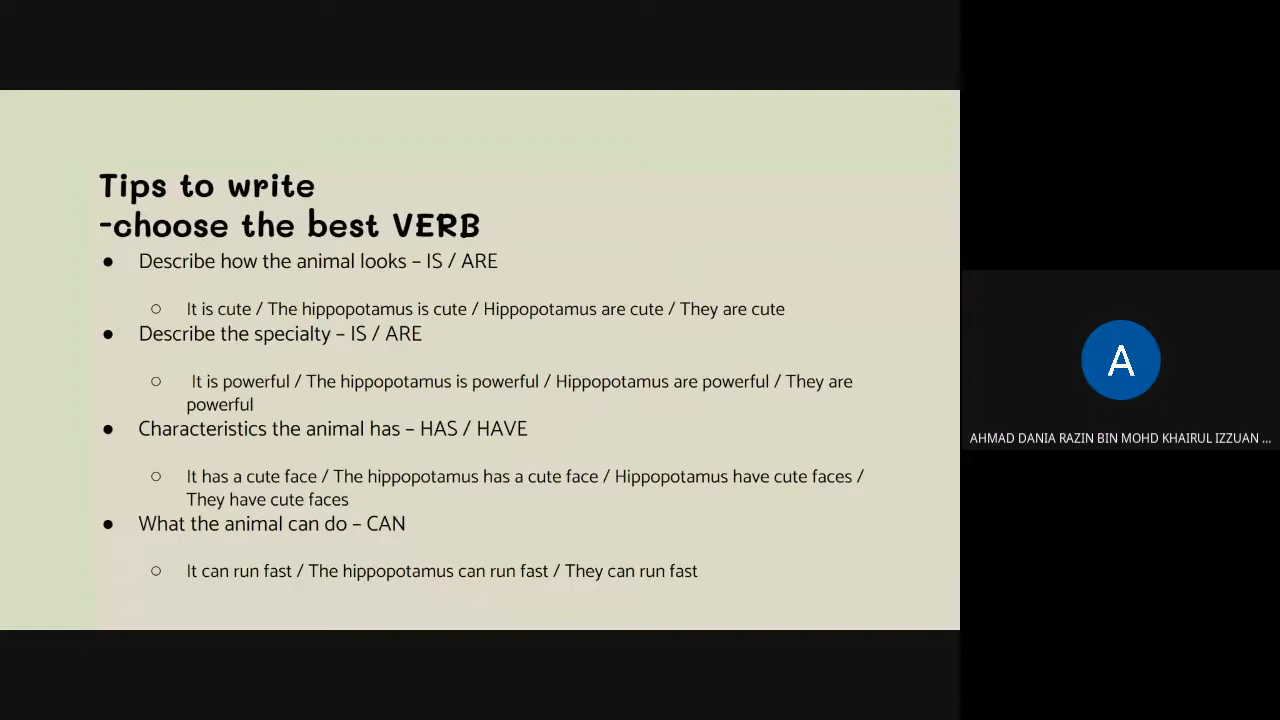 Tips to write
-choose the best VERB
● Describe how the animal looks – IS / ARE
○ It is cute / The hippopotamus is cute / Hippopotamus are cute / They are cute
● Describe the specialty – IS / ARE
○ It is powerful / The hippopotamus is powerful / Hippopotamus are powerful / They are
powerful
● Characteristics the animal has – HAS / HAVE
○ It has a cute face / The hippopotamus has a cute face / Hippopotamus have cute faces /
They have cute faces
● What the animal can do – CAN
○ It can run fast / The hippopotamus can run fast / They can run fast
A
AHMAD DANIA RAZIN BIN MOHD KHAIRUL IZZUAN ...